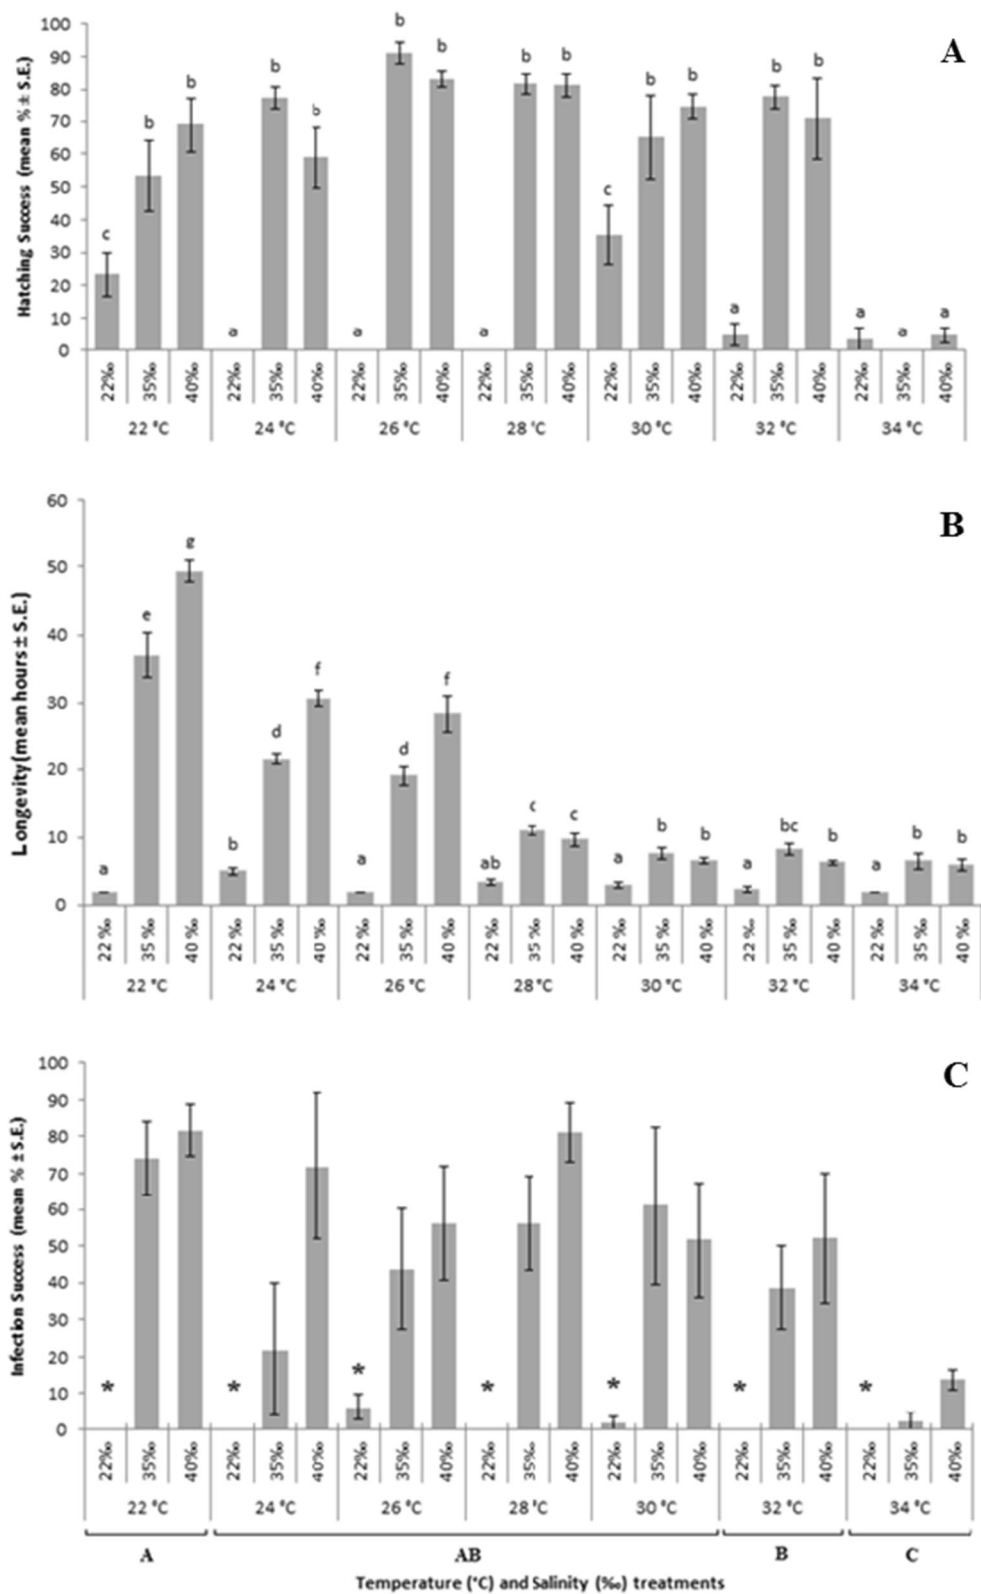 A
Hatching Success (mean % ± S.E.)
100
90
80
70
60
50
40
30
20
10
0
c b b a b b a b b a b b c b b a b b a a a
22‰ 35‰ 40‰ 22‰ 35‰ 40‰ 22‰ 35‰ 40‰ 22‰ 35‰ 40‰ 22‰ 35‰ 40‰ 22‰ 35‰ 40‰ 22‰ 35‰ 40‰
22 °C 24 °C 26 °C 28 °C 30 °C 32 °C 34 °C
B
Longevity (mean hours ± S.E.)
60
50
40
30
20
10
0
a e g b d f a d f ab c c a b b a bc b a b b
22 ‰ 35 ‰ 40 ‰ 22 ‰ 35 ‰ 40 ‰ 22 ‰ 35 ‰ 40 ‰ 22 ‰ 35 ‰ 40 ‰ 22 ‰ 35 ‰ 40 ‰ 22 ‰ 35 ‰ 40 ‰ 22 ‰ 35 ‰ 40 ‰
22 °C 24 °C 26 °C 28 °C 30 °C 32 °C 34 °C
C
Infection Success (mean % ± S.E.)
100
90
80
70
60
50
40
30
20
10
0
* * * * * * *
22‰ 35‰ 40‰ 22‰ 35‰ 40‰ 22‰ 35‰ 40‰ 22‰ 35‰ 40‰ 22‰ 35‰ 40‰ 22‰ 35‰ 40‰ 22‰ 35‰ 40‰
22 °C 24 °C 26 °C 28 °C 30 °C 32 °C 34 °C
A AB B C
Temperature (°C) and Salinity (‰) treatments